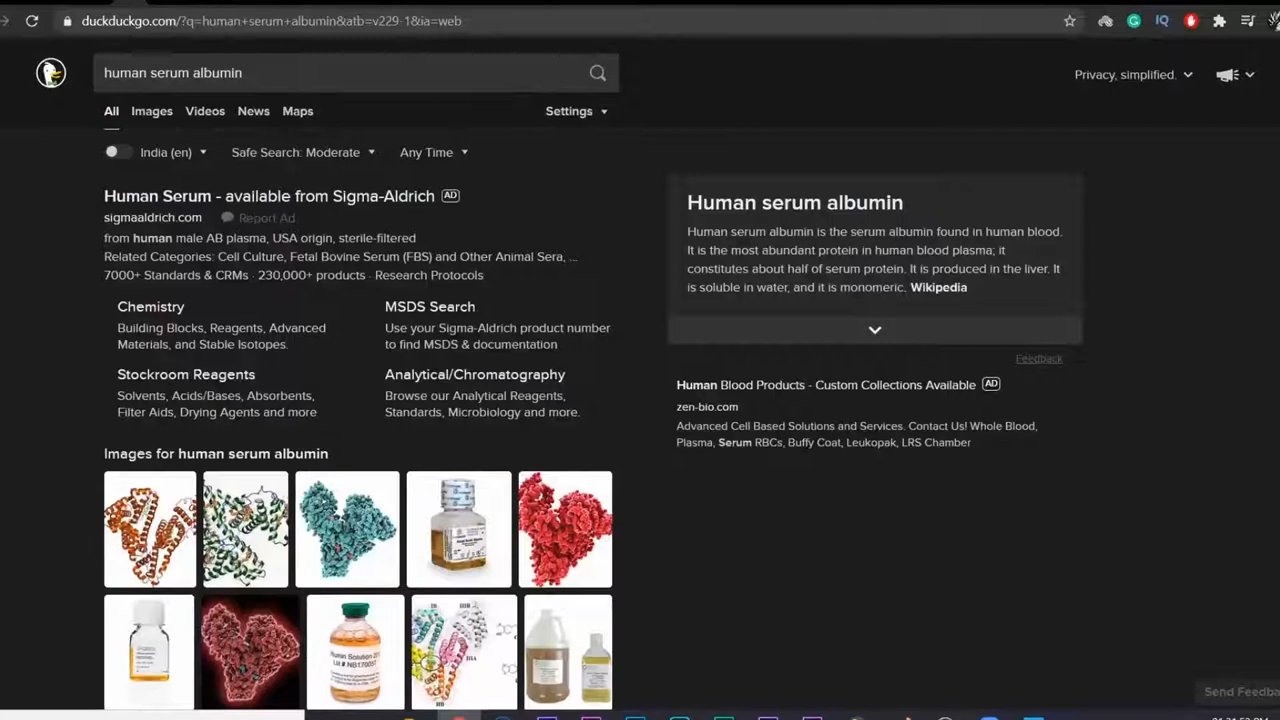 duckduckgo.com/?q=human+serum+albumin&atb=v229-1&ia=web
human serum albumin
Privacy, simplified.
All Images Videos News Maps Settings
India (en) Safe Search: Moderate Any Time
Human Serum - available from Sigma-Aldrich AD
sigmaaldrich.com Report Ad
from human male AB plasma, USA origin, sterile-filtered
Related Categories: Cell Culture, Fetal Bovine Serum (FBS) and Other Animal Sera, ...
7000+ Standards & CRMs · 230,000+ products · Research Protocols
Chemistry
Building Blocks, Reagents, Advanced
Materials, and Stable Isotopes.
MSDS Search
Use your Sigma-Aldrich product number
to find MSDS & documentation
Stockroom Reagents
Solvents, Acids/Bases, Absorbents,
Filter Aids, Drying Agents and more
Analytical/Chromatography
Browse our Analytical Reagents,
Standards, Microbiology and more.
Images for human serum albumin
Human serum albumin
Human serum albumin is the serum albumin found in human blood.
It is the most abundant protein in human blood plasma; it
constitutes about half of serum protein. It is produced in the liver. It
is soluble in water, and it is monomeric. Wikipedia
Feedback
Human Blood Products - Custom Collections Available AD
zen-bio.com
Advanced Cell Based Solutions and Services. Contact Us! Whole Blood,
Plasma, Serum RBCs, Buffy Coat, Leukopak, LRS Chamber
Send Feedba